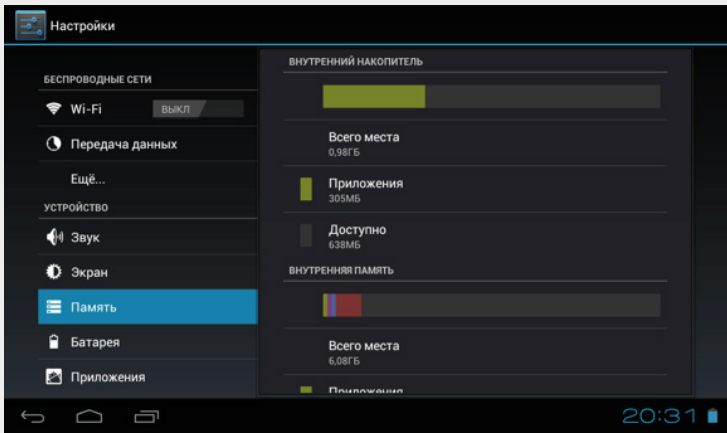 Настройки
БЕСПРОВОДНЫЕ СЕТИ
Wi-Fi
ВЫКЛ
Передача данных
Ещё...
УСТРОЙСТВО
Звук
Экран
Память
Батарея
Приложения
ВНУТРЕННИЙ НАКОПИТЕЛЬ
Всего места
0,98ГБ
Приложения
305МБ
Доступно
638МБ
ВНУТРЕННЯЯ ПАМЯТЬ
Всего места
6,08ГБ
Приложения
20:31